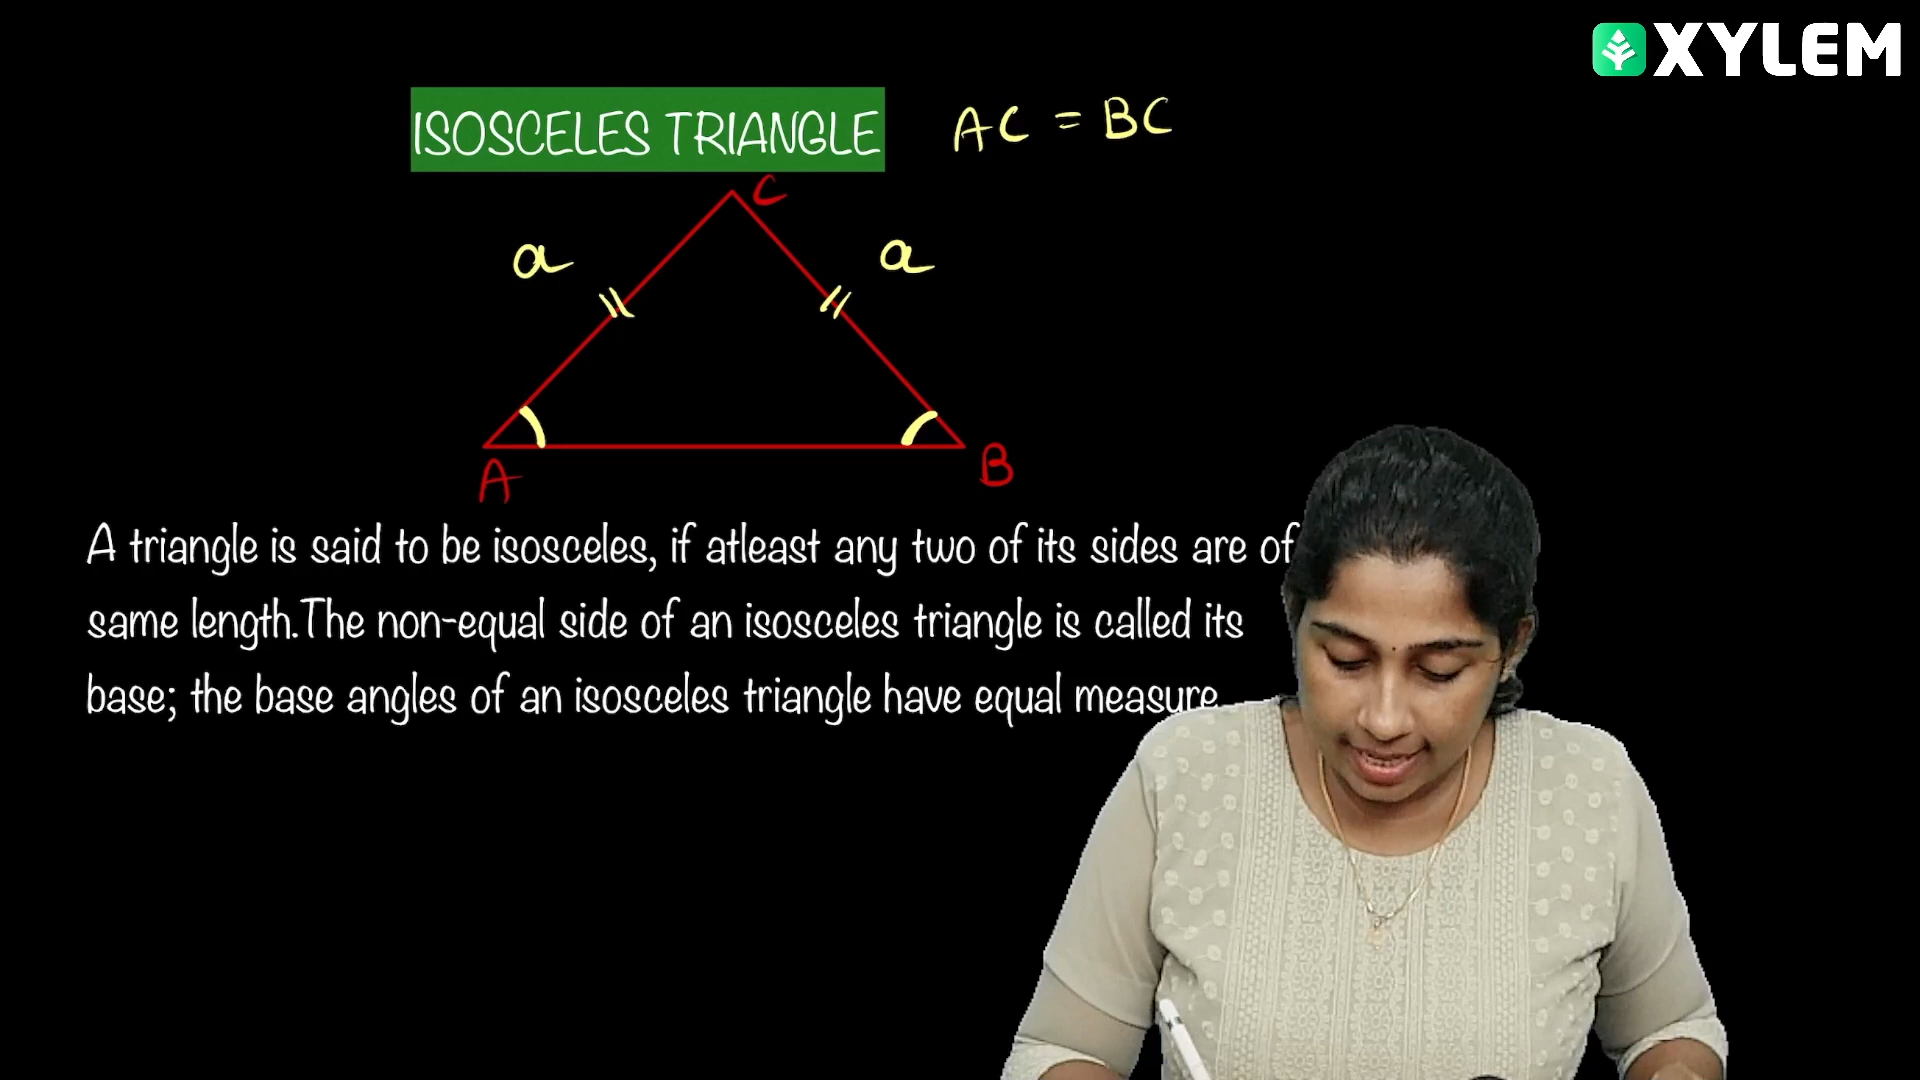 XYLEM
ISOSCELES TRIANGLE
AC = BC
C
a
a
A
B
A triangle is said to be isosceles, if atleast any two of its sides are of
same length.The non-equal side of an isosceles triangle is called its
base; the base angles of an isosceles triangle have equal measure